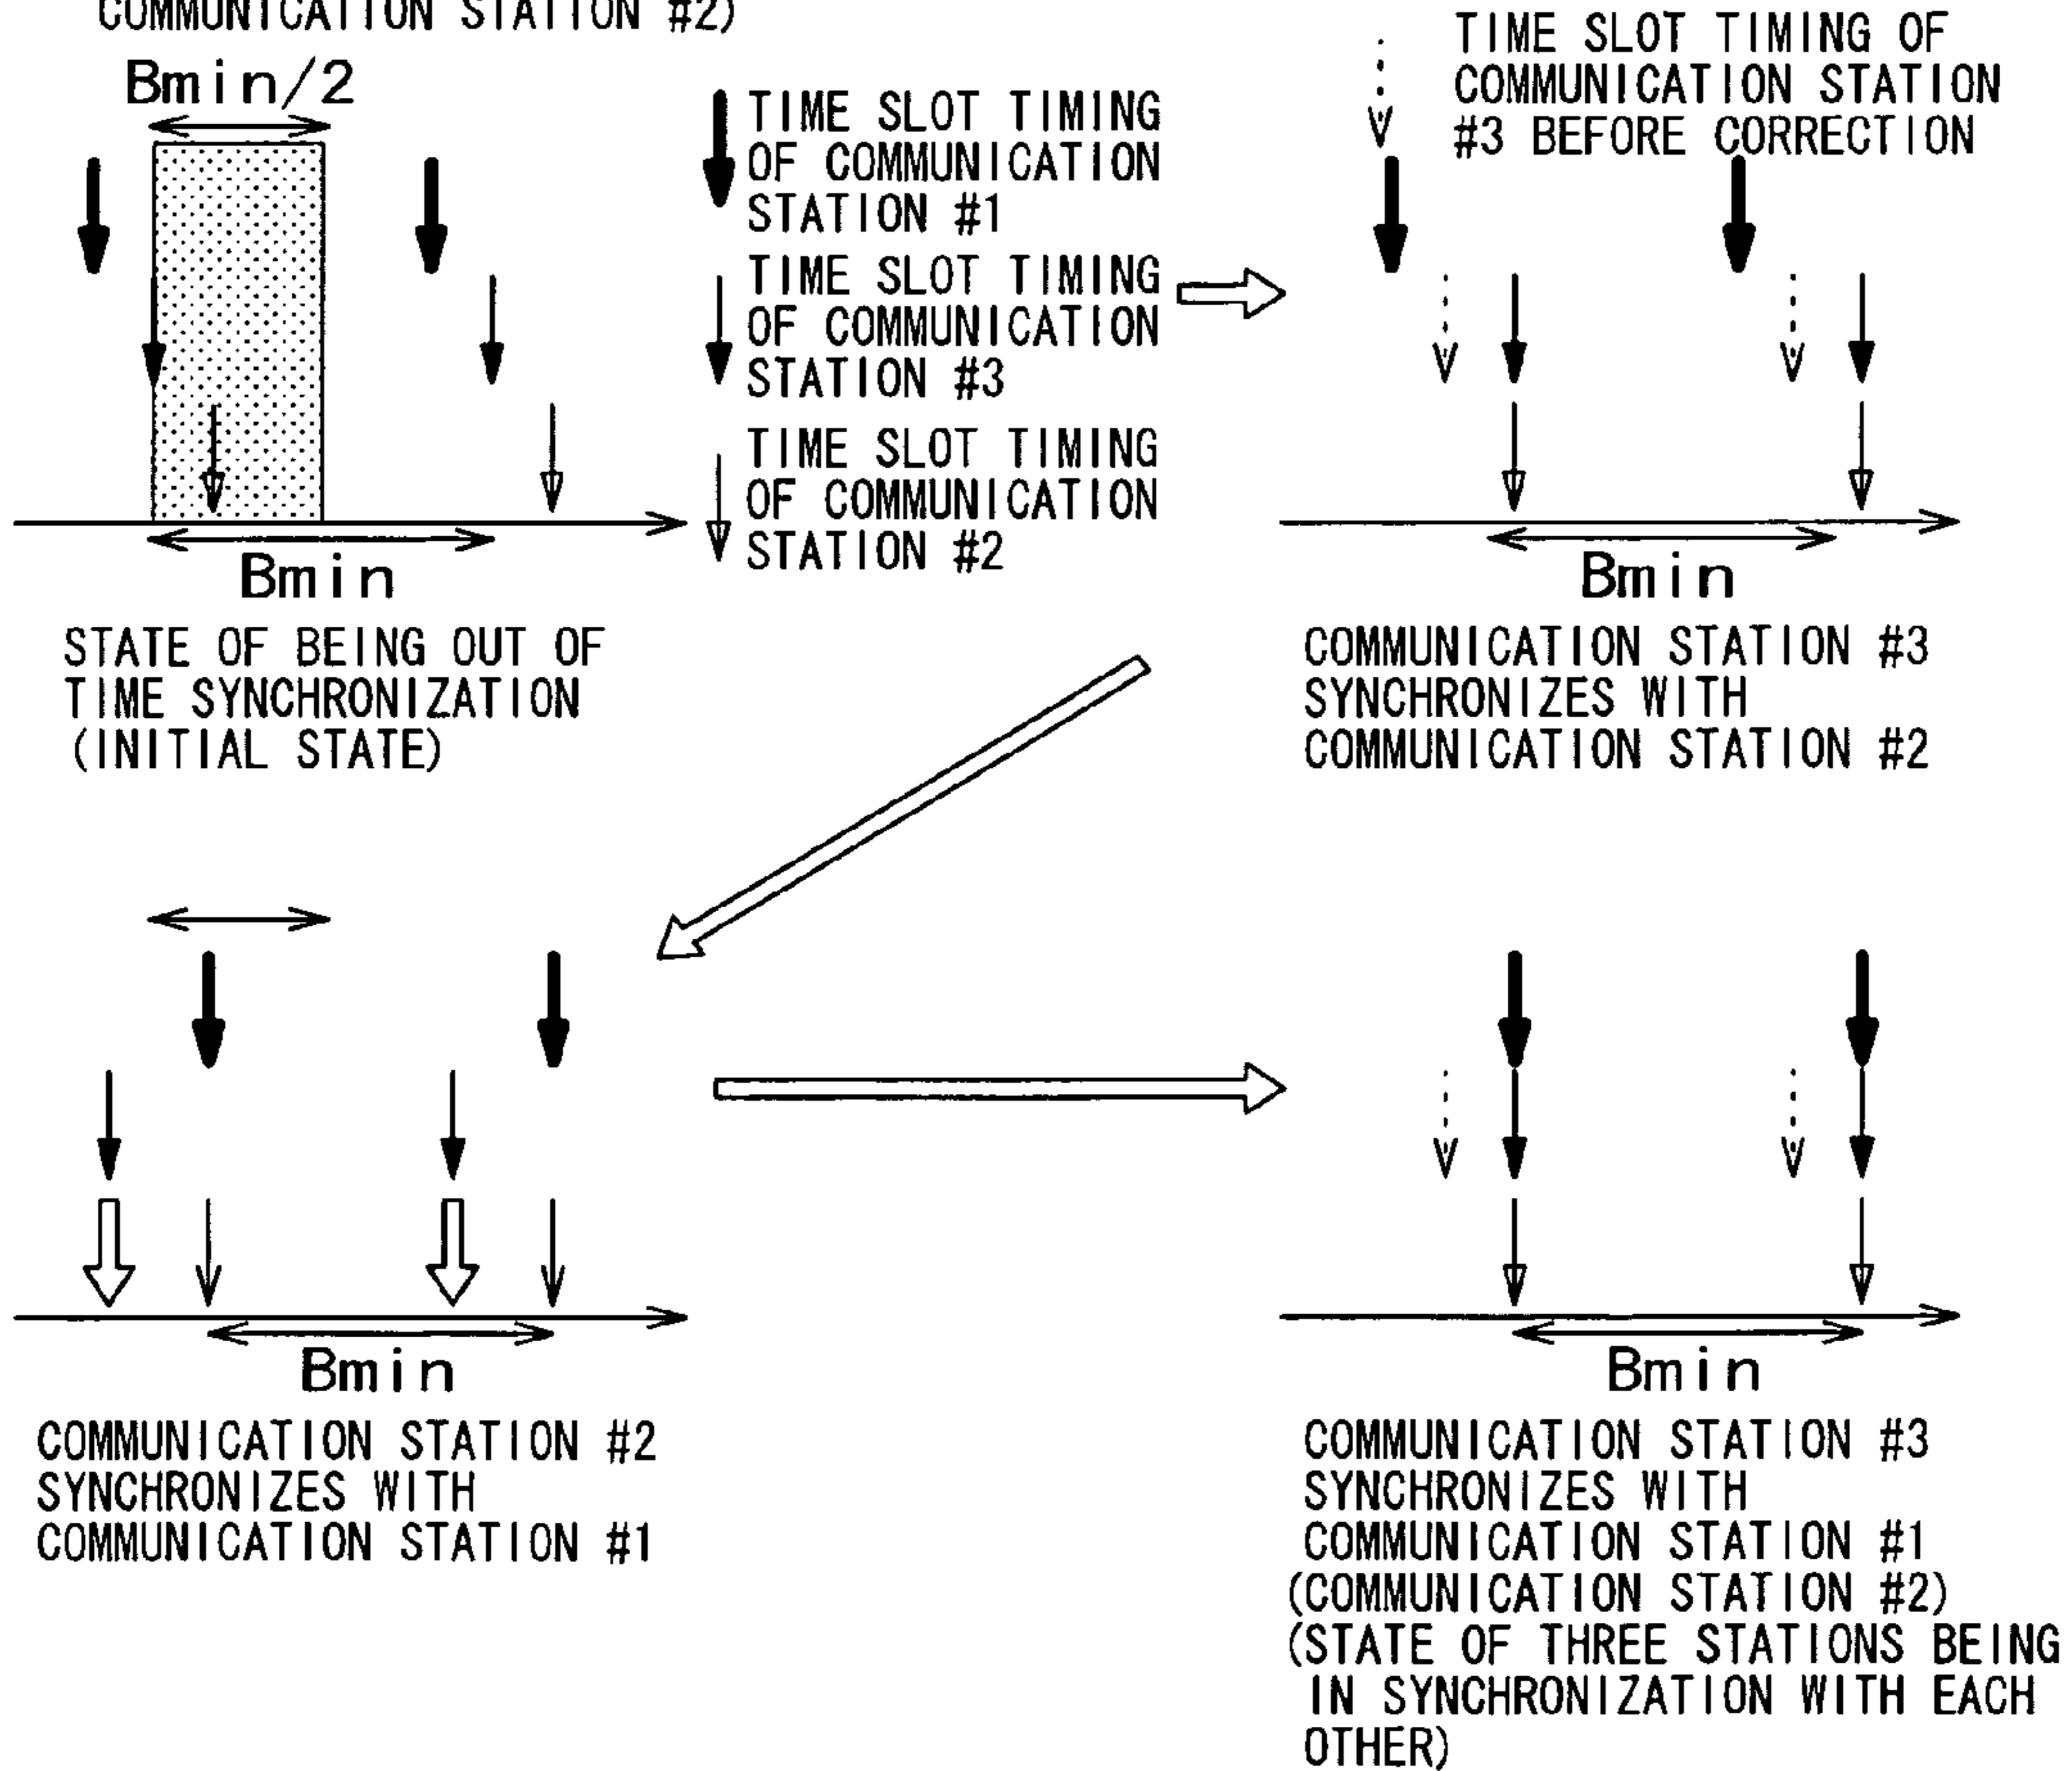 COMMUNICATION STATION #2)
Bmin/2
TIME SLOT TIMING
OF COMMUNICATION
STATION #1
TIME SLOT TIMING
OF COMMUNICATION
STATION #3
TIME SLOT TIMING
OF COMMUNICATION
STATION #2
Bmin
STATE OF BEING OUT OF
TIME SYNCHRONIZATION
(INITIAL STATE)
TIME SLOT TIMING OF
COMMUNICATION STATION
#3 BEFORE CORRECTION
Bmin
COMMUNICATION STATION #3
SYNCHRONIZES WITH
COMMUNICATION STATION #2
Bmin
COMMUNICATION STATION #2
SYNCHRONIZES WITH
COMMUNICATION STATION #1
Bmin
COMMUNICATION STATION #3
SYNCHRONIZES WITH
COMMUNICATION STATION #1
(COMMUNICATION STATION #2)
(STATE OF THREE STATIONS BEING
IN SYNCHRONIZATION WITH EACH
OTHER)